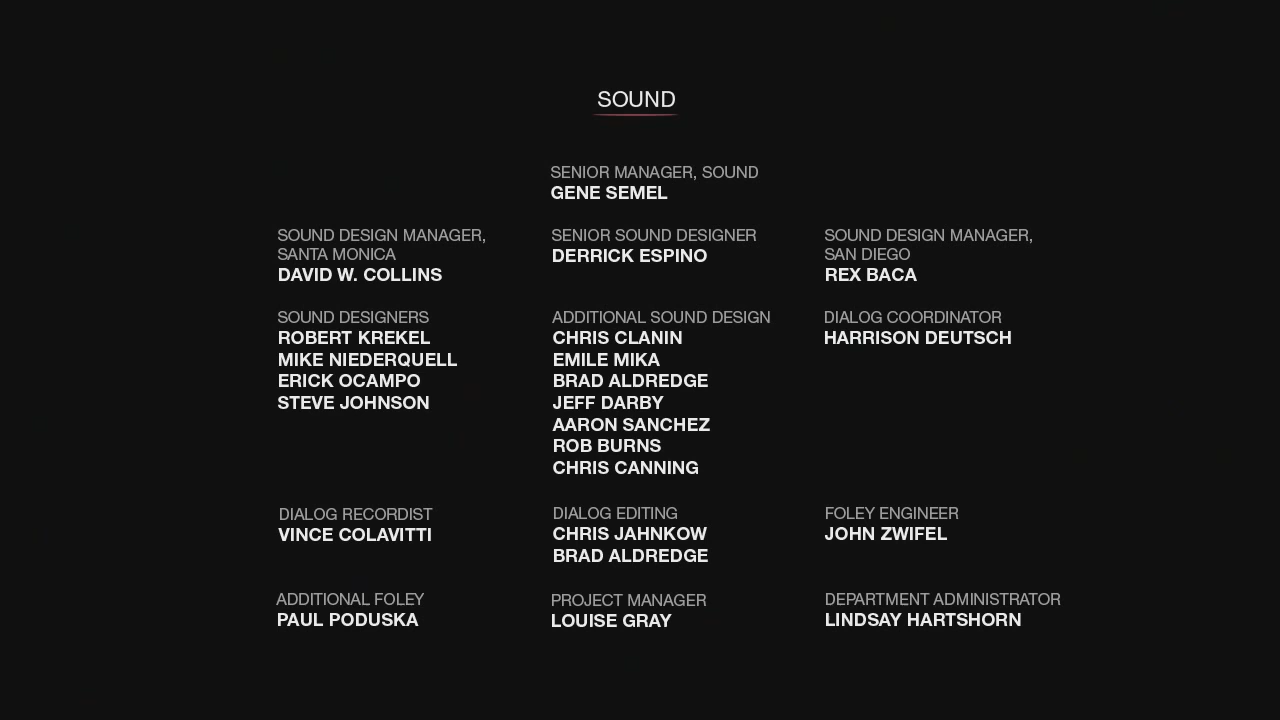 SOUND
SENIOR MANAGER, SOUND
GENE SEMEL
SOUND DESIGN MANAGER,
SANTA MONICA
DAVID W. COLLINS
SENIOR SOUND DESIGNER
DERRICK ESPINO
SOUND DESIGN MANAGER,
SAN DIEGO
REX BACA
SOUND DESIGNERS
ROBERT KREKEL
MIKE NIEDERQUELL
ERICK OCAMPO
STEVE JOHNSON
ADDITIONAL SOUND DESIGN
CHRIS CLANIN
EMILE MIKA
BRAD ALDREDGE
JEFF DARBY
AARON SANCHEZ
ROB BURNS
CHRIS CANNING
DIALOG COORDINATOR
HARRISON DEUTSCH
DIALOG RECORDIST
VINCE COLAVITTI
DIALOG EDITING
CHRIS JAHNKOW
BRAD ALDREDGE
FOLEY ENGINEER
JOHN ZWIFEL
ADDITIONAL FOLEY
PAUL PODUSKA
PROJECT MANAGER
LOUISE GRAY
DEPARTMENT ADMINISTRATOR
LINDSAY HARTSHORN